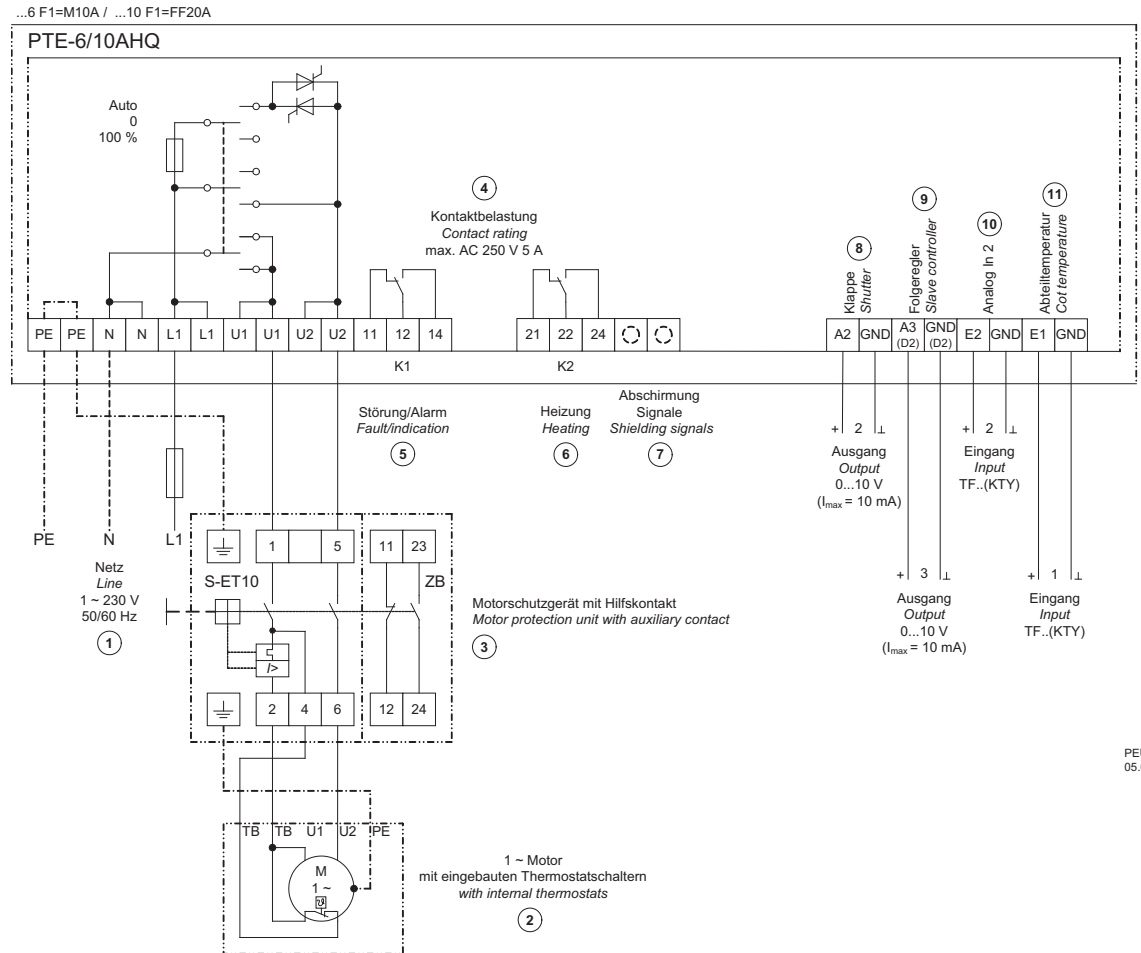 ...6 F1=M10A / ...10 F1=FF20A
PTE-6/10AHQ
Auto
0
100 %
4
Kontaktbelastung
Contact rating
max. AC 250 V 5 A
8
Klappe
Shutter
9
Folgeregler
Slave controller
10
Analog In 2
11
Abteiltemperatur
Cot temperature
PE PE N N L1 L1 U1 U1 U2 U2 11 12 14
21 22 24
A2 GND A3 (D2) GND (D2) E2 GND E1 GND
K1
K2
Störung/Alarm
Fault/indication
5
Heizung
Heating
6
Abschirmung
Signale
Shielding signals
7
+ 2 ⊥
Ausgang
Output
0...10 V
(Imax = 10 mA)
+ 2 ⊥
Eingang
Input
TF..(KTY)
+ 3 ⊥
Ausgang
Output
0...10 V
(Imax = 10 mA)
+ 1 ⊥
Eingang
Input
TF..(KTY)
PE N L1
Netz
Line
1 ~ 230 V
50/60 Hz
1
1 5 11 23
S-ET10
ZB
I>
Motorschutzgerät mit Hilfskontakt
Motor protection unit with auxiliary contact
3
2 4 6 12 24
TB TB U1 U2 PE
M
1 ~
ϑ
1 ~ Motor
mit eingebauten Thermostatschaltern
with internal thermostats
2
05.